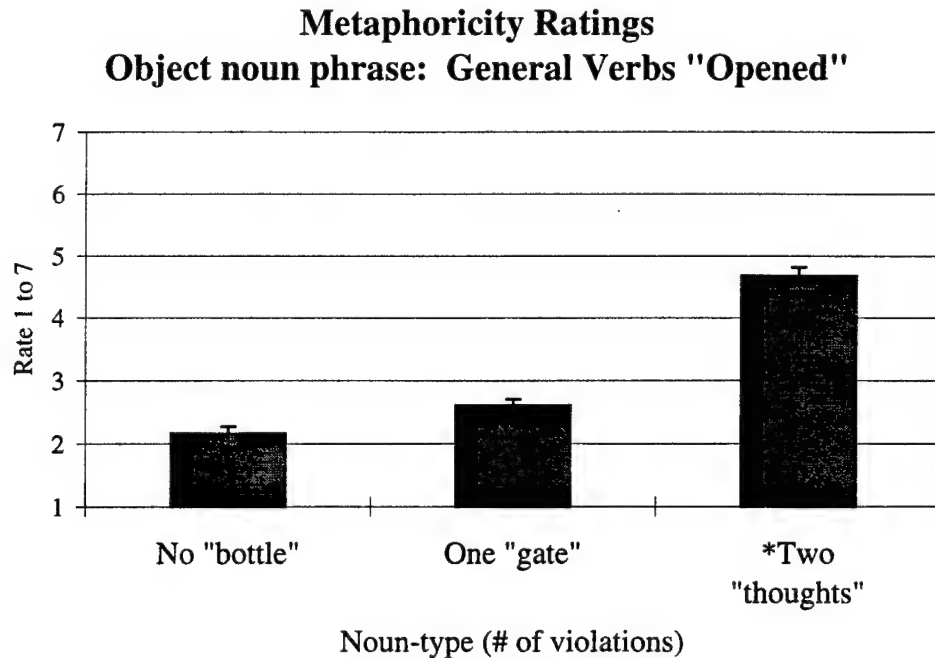 Metaphoricity Ratings
Object noun phrase: General Verbs "Opened"
7
6
5
4
3
2
1
Rate 1 to 7
No "bottle"
One "gate"
*Two
"thoughts"
Noun-type (# of violations)